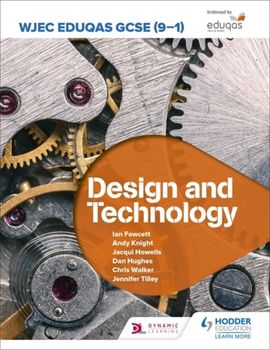 WJEC EDUQAS GCSE (9–1)
Endorsed by
eduqas
Design and
Technology
Ian Fawcett
Andy Knight
Jacqui Howells
Dan Hughes
Chris Walker
Jennifer Tilley
DYNAMIC
LEARNING
HODDER
EDUCATION
LEARN MORE